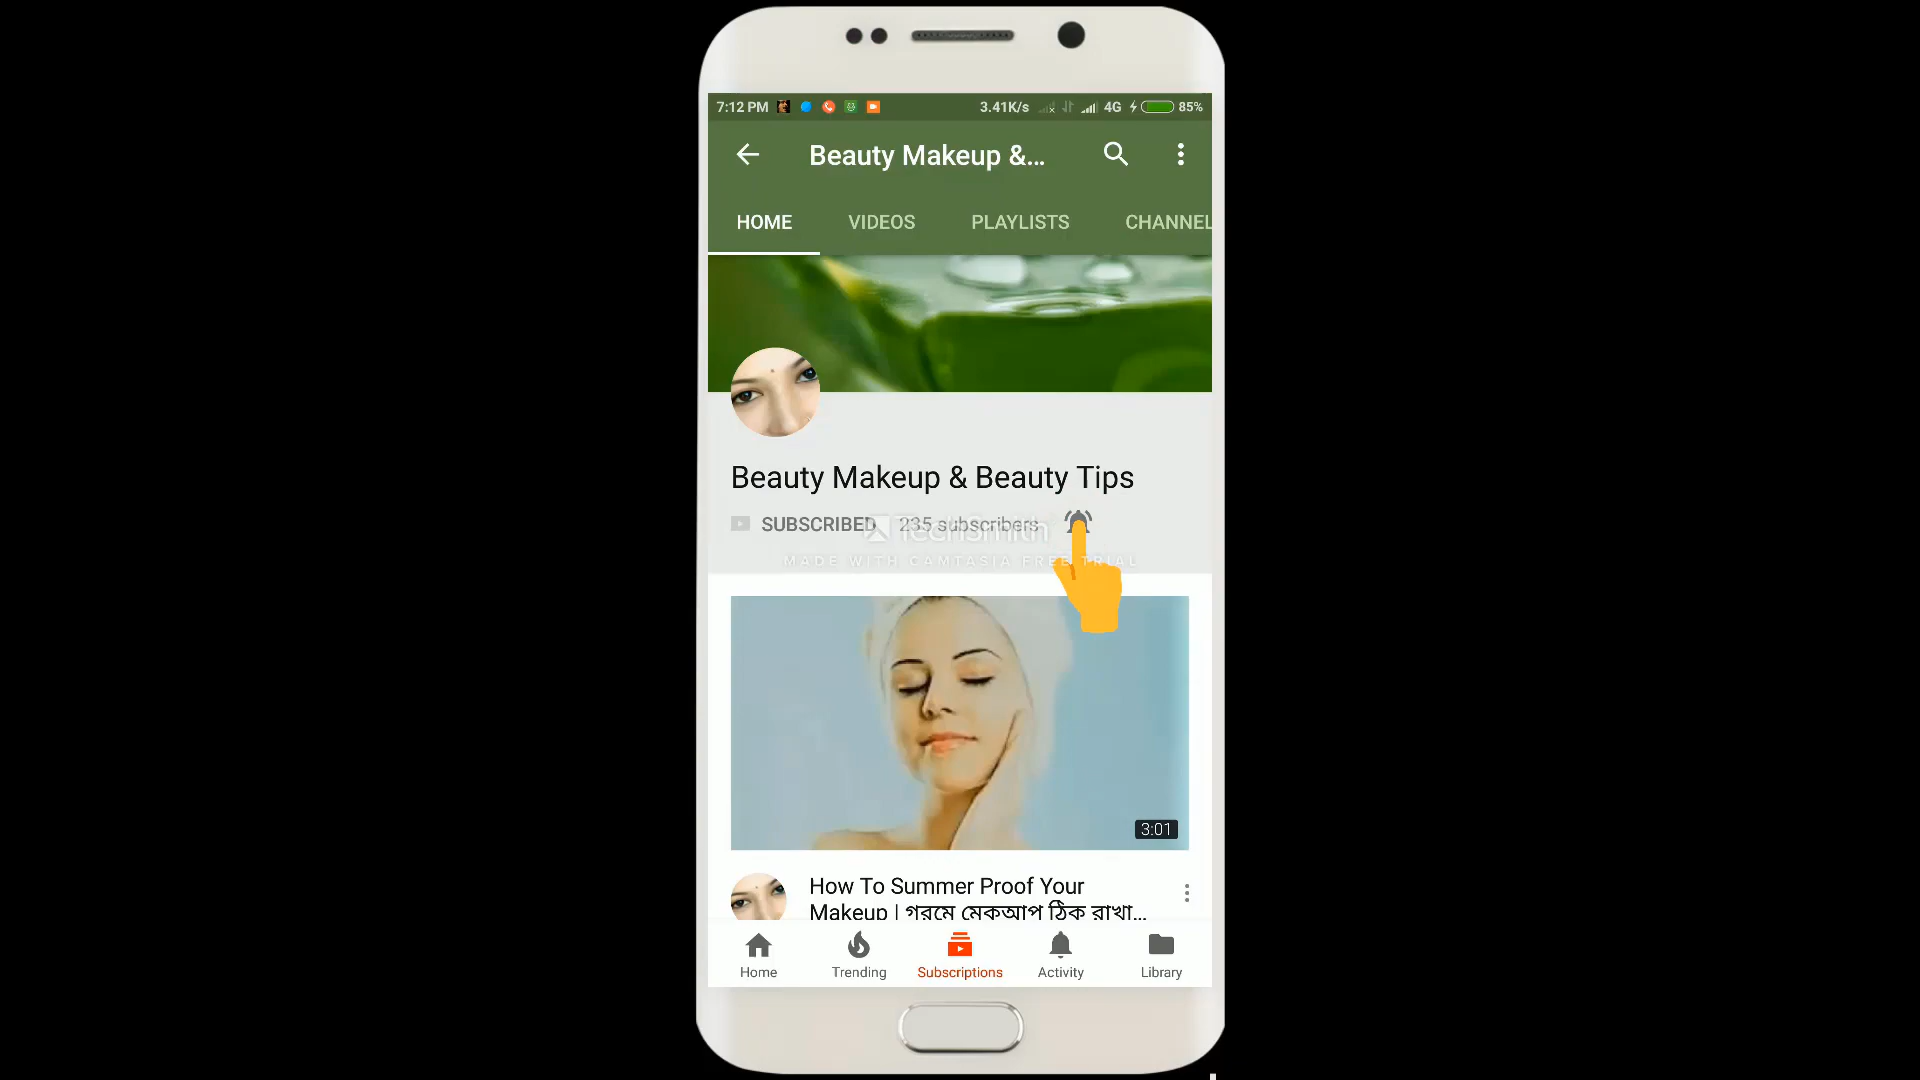 7:12 PM 3.41K/s 4G 85%
Beauty Makeup &...
HOME VIDEOS PLAYLISTS CHANNEL
Beauty Makeup & Beauty Tips
SUBSCRIBED 235 subscribers
TechSmith
MADE WITH CAMTASIA FREE TRIAL
3:01
How To Summer Proof Your
Makeup | গরমে মেকআপ ঠিক রাখা...
Home Trending Subscriptions Activity Library